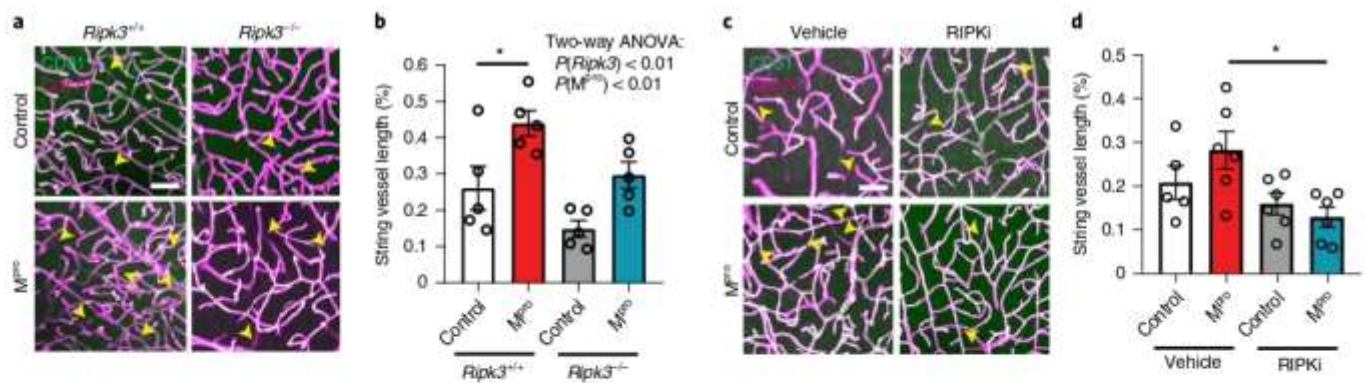 a
Ripk3+/+
Ripk3–/–
Control
Mpro
b
Two-way ANOVA:
P(Ripk3) < 0.01
P(Mpro) < 0.01
*
String vessel length (%)
0.6
0.5
0.4
0.3
0.2
0.1
0
Control
Mpro
Control
Mpro
Ripk3+/+
Ripk3–/–
c
Vehicle
RIPKi
Control
Mpro
d
*
String vessel length (%)
0.5
0.4
0.3
0.2
0.1
0
Control
Mpro
Control
Mpro
Vehicle
RIPKi